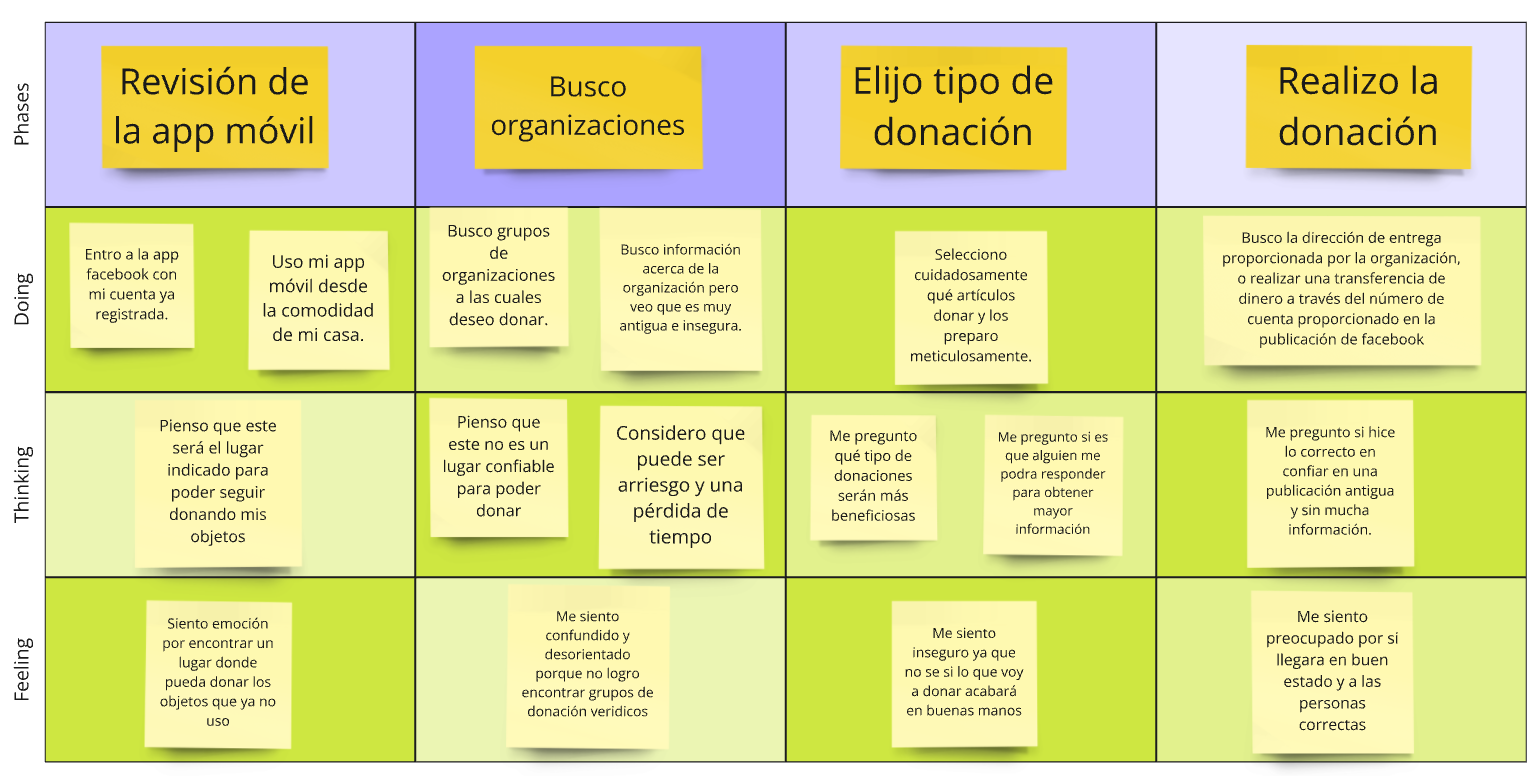 Phases
Revisión de
la app móvil
Busco
organizaciones
Elijo tipo de
donación
Realizo la
donación
Doing
Entro a la app
facebook con
mi cuenta ya
registrada.
Uso mi app
móvil desde
la comodidad
de mi casa.
Busco grupos
de
organizaciones
a las cuales
deseo donar.
Busco información
acerca de la
organización pero
veo que es muy
antigua e insegura.
Selecciono
cuidadosamente
qué artículos
donar y los
preparo
meticulosamente.
Busco la dirección de entrega
proporcionada por la organización,
o realizar una transferencia de
dinero a través del número de
cuenta proporcionado en la
publicación de facebook
Thinking
Pienso que este
será el lugar
indicado para
poder seguir
donando mis
objetos
Pienso que
este no es un
lugar confiable
para poder
donar
Considero que
puede ser
arriesgo y una
pérdida de
tiempo
Me pregunto
qué tipo de
donaciones
serán más
beneficiosas
Me pregunto si es
que alguien me
podra responder
para obtener
mayor
información
Me pregunto si hice
lo correcto en
confiar en una
publicación antigua
y sin mucha
información.
Feeling
Siento emoción
por encontrar un
lugar donde
pueda donar los
objetos que ya no
uso
Me siento
confundido y
desorientado
porque no logro
encontrar grupos de
donación veridicos
Me siento
inseguro ya que
no se si lo que voy
a donar acabará
en buenas manos
Me siento
preocupado por si
llegara en buen
estado y a las
personas
correctas